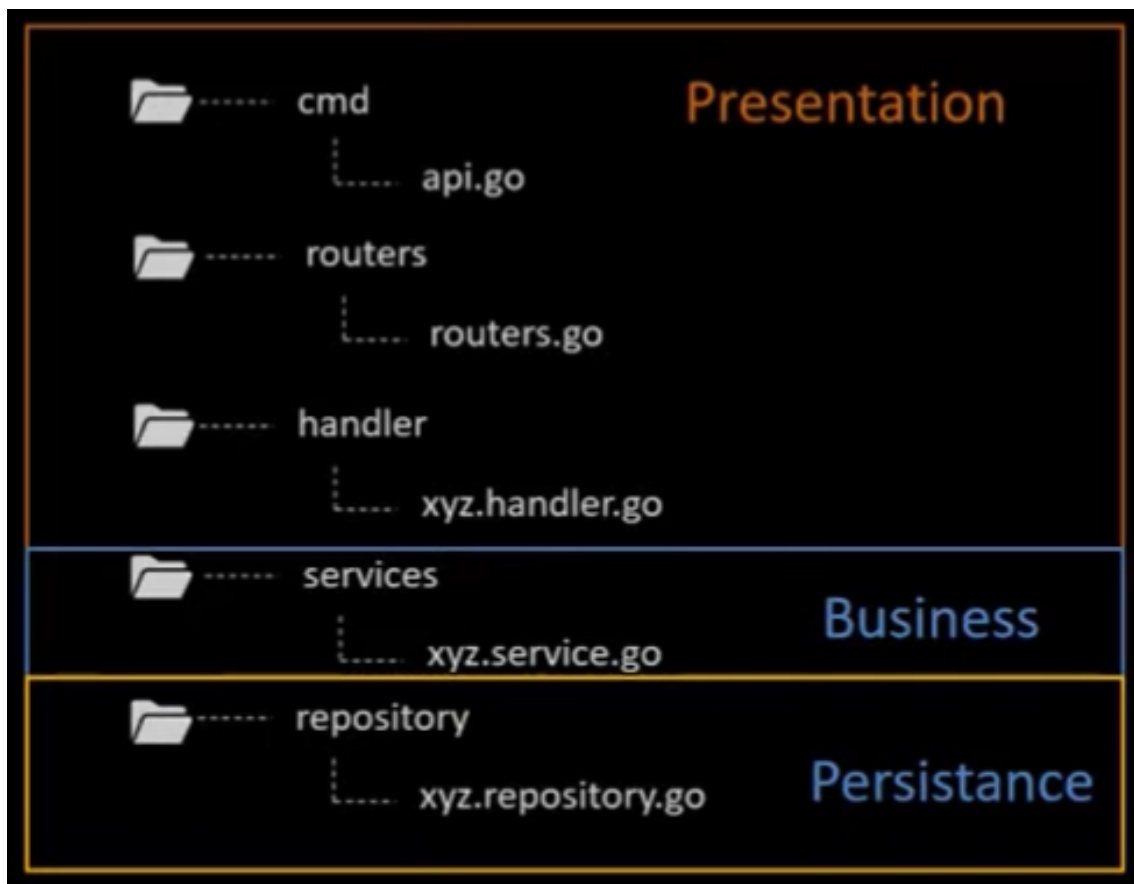 cmd
Presentation
api.go
routers
routers.go
handler
xyz.handler.go
services
Business
xyz.service.go
repository
Persistance
xyz.repository.go